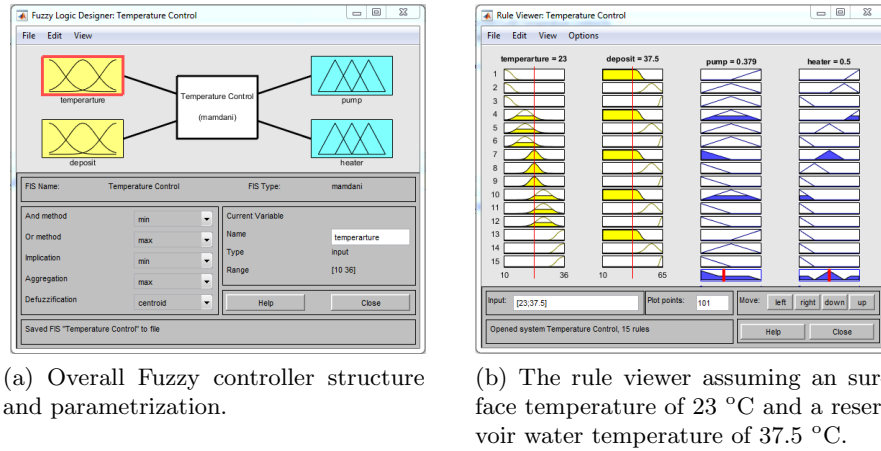 Fuzzy Logic Designer: Temperature Control
File Edit View
temperarture
deposit
Temperature Control
(mamdani)
pump
heater
FIS Name: Temperature Control FIS Type: mamdani
And method min
Or method max
Implication min
Aggregation max
Defuzzification centroid
Current Variable
Name temperarture
Type input
Range [10 36]
Help Close
Saved FIS "Temperature Control" to file
(a) Overall Fuzzy controller structure
and parametrization.
Rule Viewer: Temperature Control
File Edit View Options
temperarture = 23 deposit = 37.5 pump = 0.379 heater = 0.5
1
2
3
4
5
6
7
8
9
10
11
12
13
14
15
10 36 10 65
Input: [23;37.5] Plot points: 101 Move: left right down up
Opened system Temperature Control, 15 rules Help Close
(b) The rule viewer assuming an sur
face temperature of 23 °C and a reser
voir water temperature of 37.5 °C.